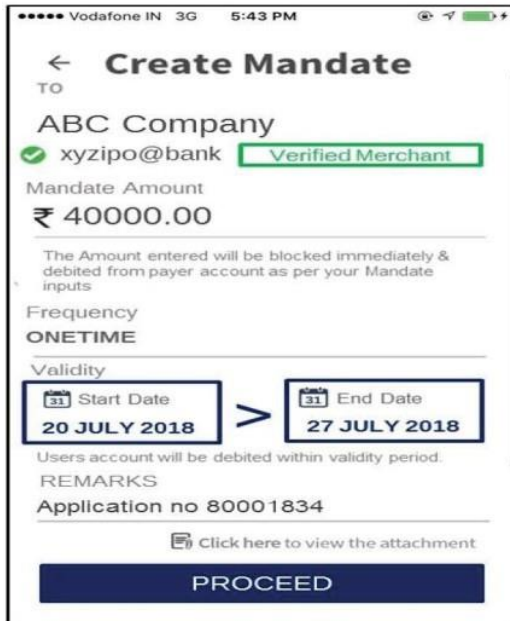 Vodafone IN 3G 5:43 PM
← Create Mandate
TO
ABC Company
xyzipo@bank Verified Merchant
Mandate Amount
₹ 40000.00
The Amount entered will be blocked immediately &
debited from payer account as per your Mandate
inputs
Frequency
ONETIME
Validity
31 Start Date > 31 End Date
20 JULY 2018 27 JULY 2018
Users account will be debited within validity period.
REMARKS
Application no 80001834
Click here to view the attachment
PROCEED